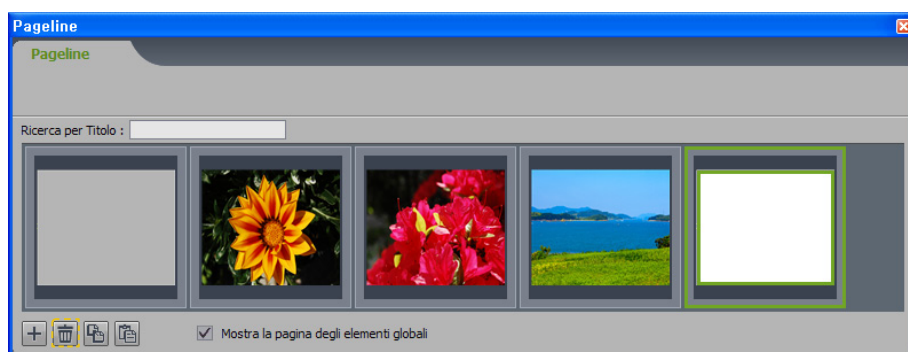 Pageline
Pageline
Ricerca per Titolo :
Mostra la pagina degli elementi globali